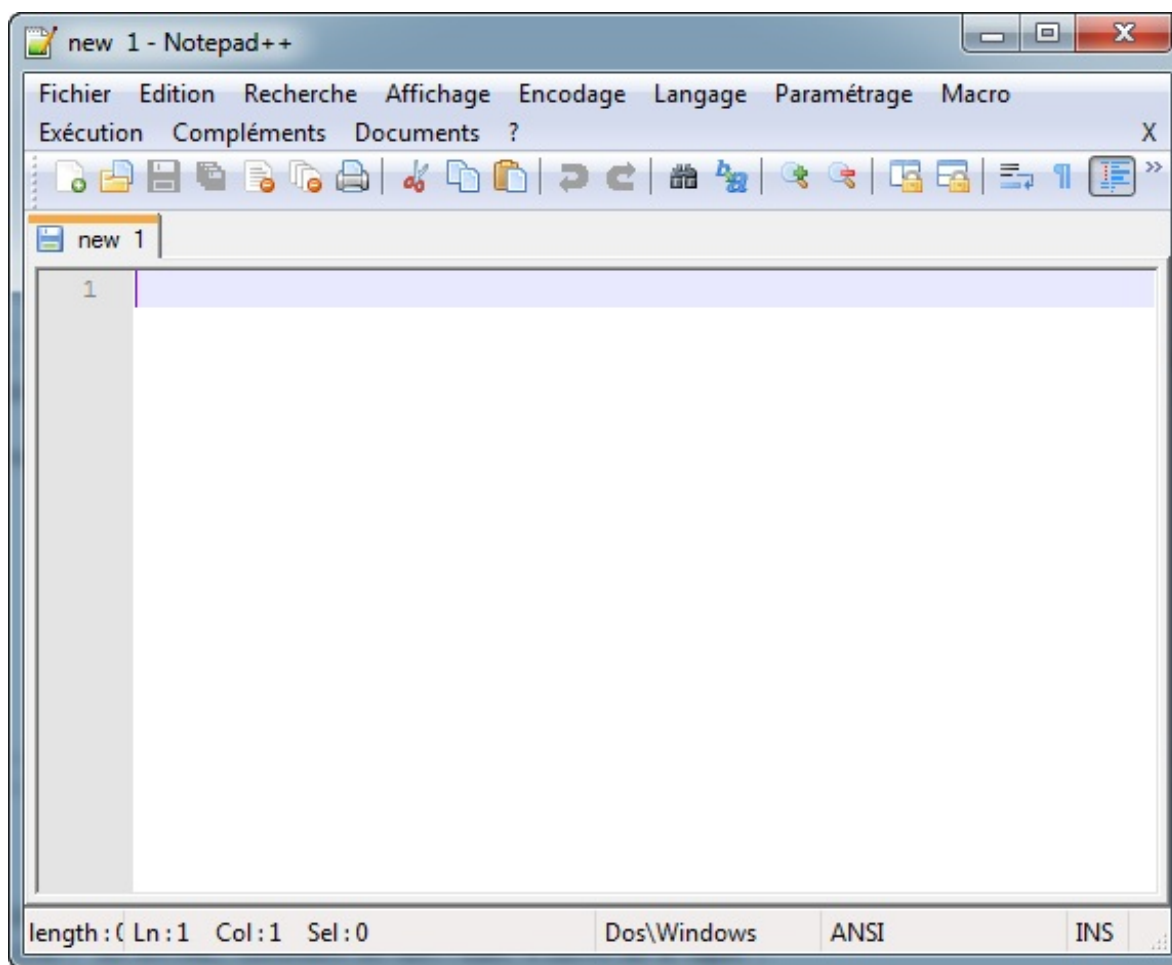 new 1 - Notepad++
Fichier Edition Recherche Affichage Encodage Langage Paramétrage Macro
Exécution Compléments Documents ? X
new 1
1
length : Ln : 1 Col : 1 Sel : 0 Dos\Windows ANSI INS